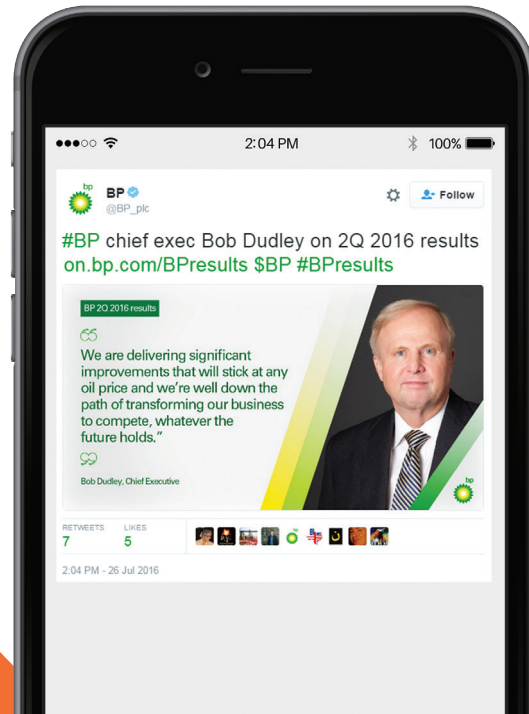 2:04 PM
100%
bp
BP
@BP_plc
Follow
#BP chief exec Bob Dudley on 2Q 2016 results
on.bp.com/BPresults $BP #BPresults
BP 2Q 2016 results
We are delivering significant
improvements that will stick at any
oil price and we're well down the
path of transforming our business
to compete, whatever the
future holds.”
Bob Dudley, Chief Executive
bp
RETWEETS LIKES
7 5
2:04 PM - 26 Jul 2016